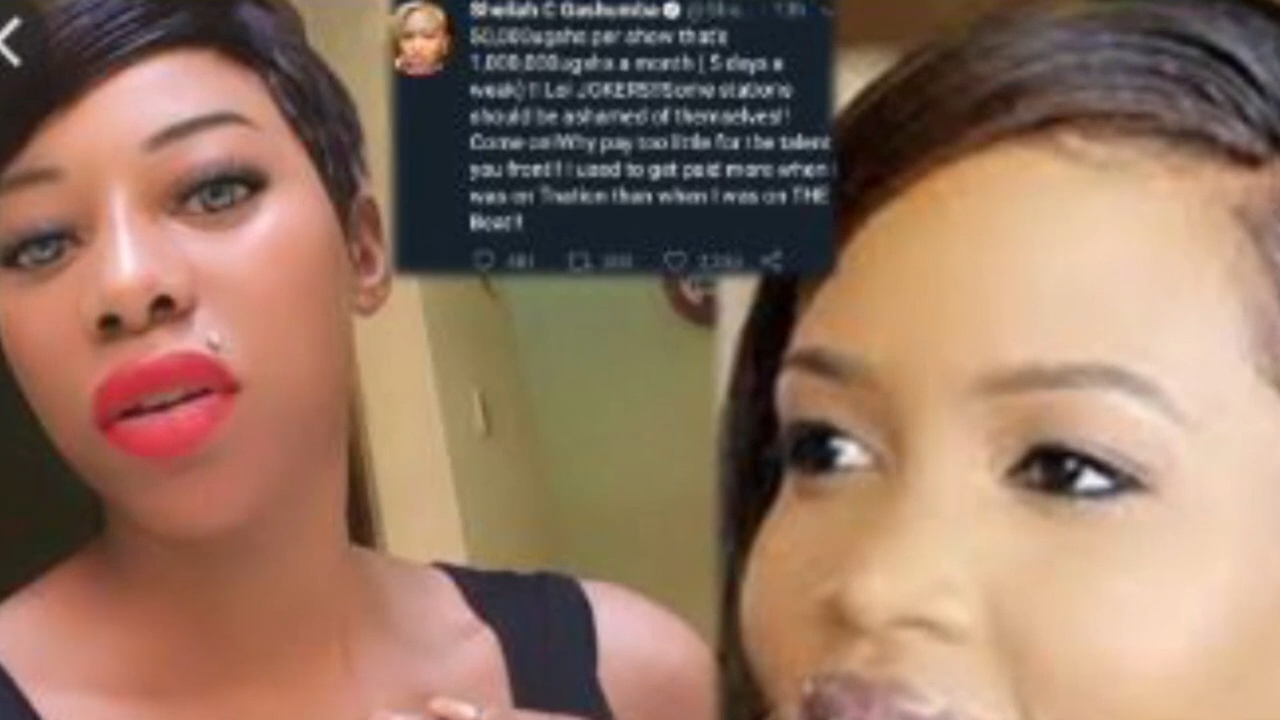 Sheilah C Gashumba @She... · 13h
50,000ugshs per show that's
1,000,000ugshs a month ( 5 days a
week)!! Lol JOKERS!!!Some stations
should be ashamed of themselves!!
Come on!Why pay too little for the talent
you front!! I used to get paid more when I
was on Tnation than when I was on THE
Beat!!